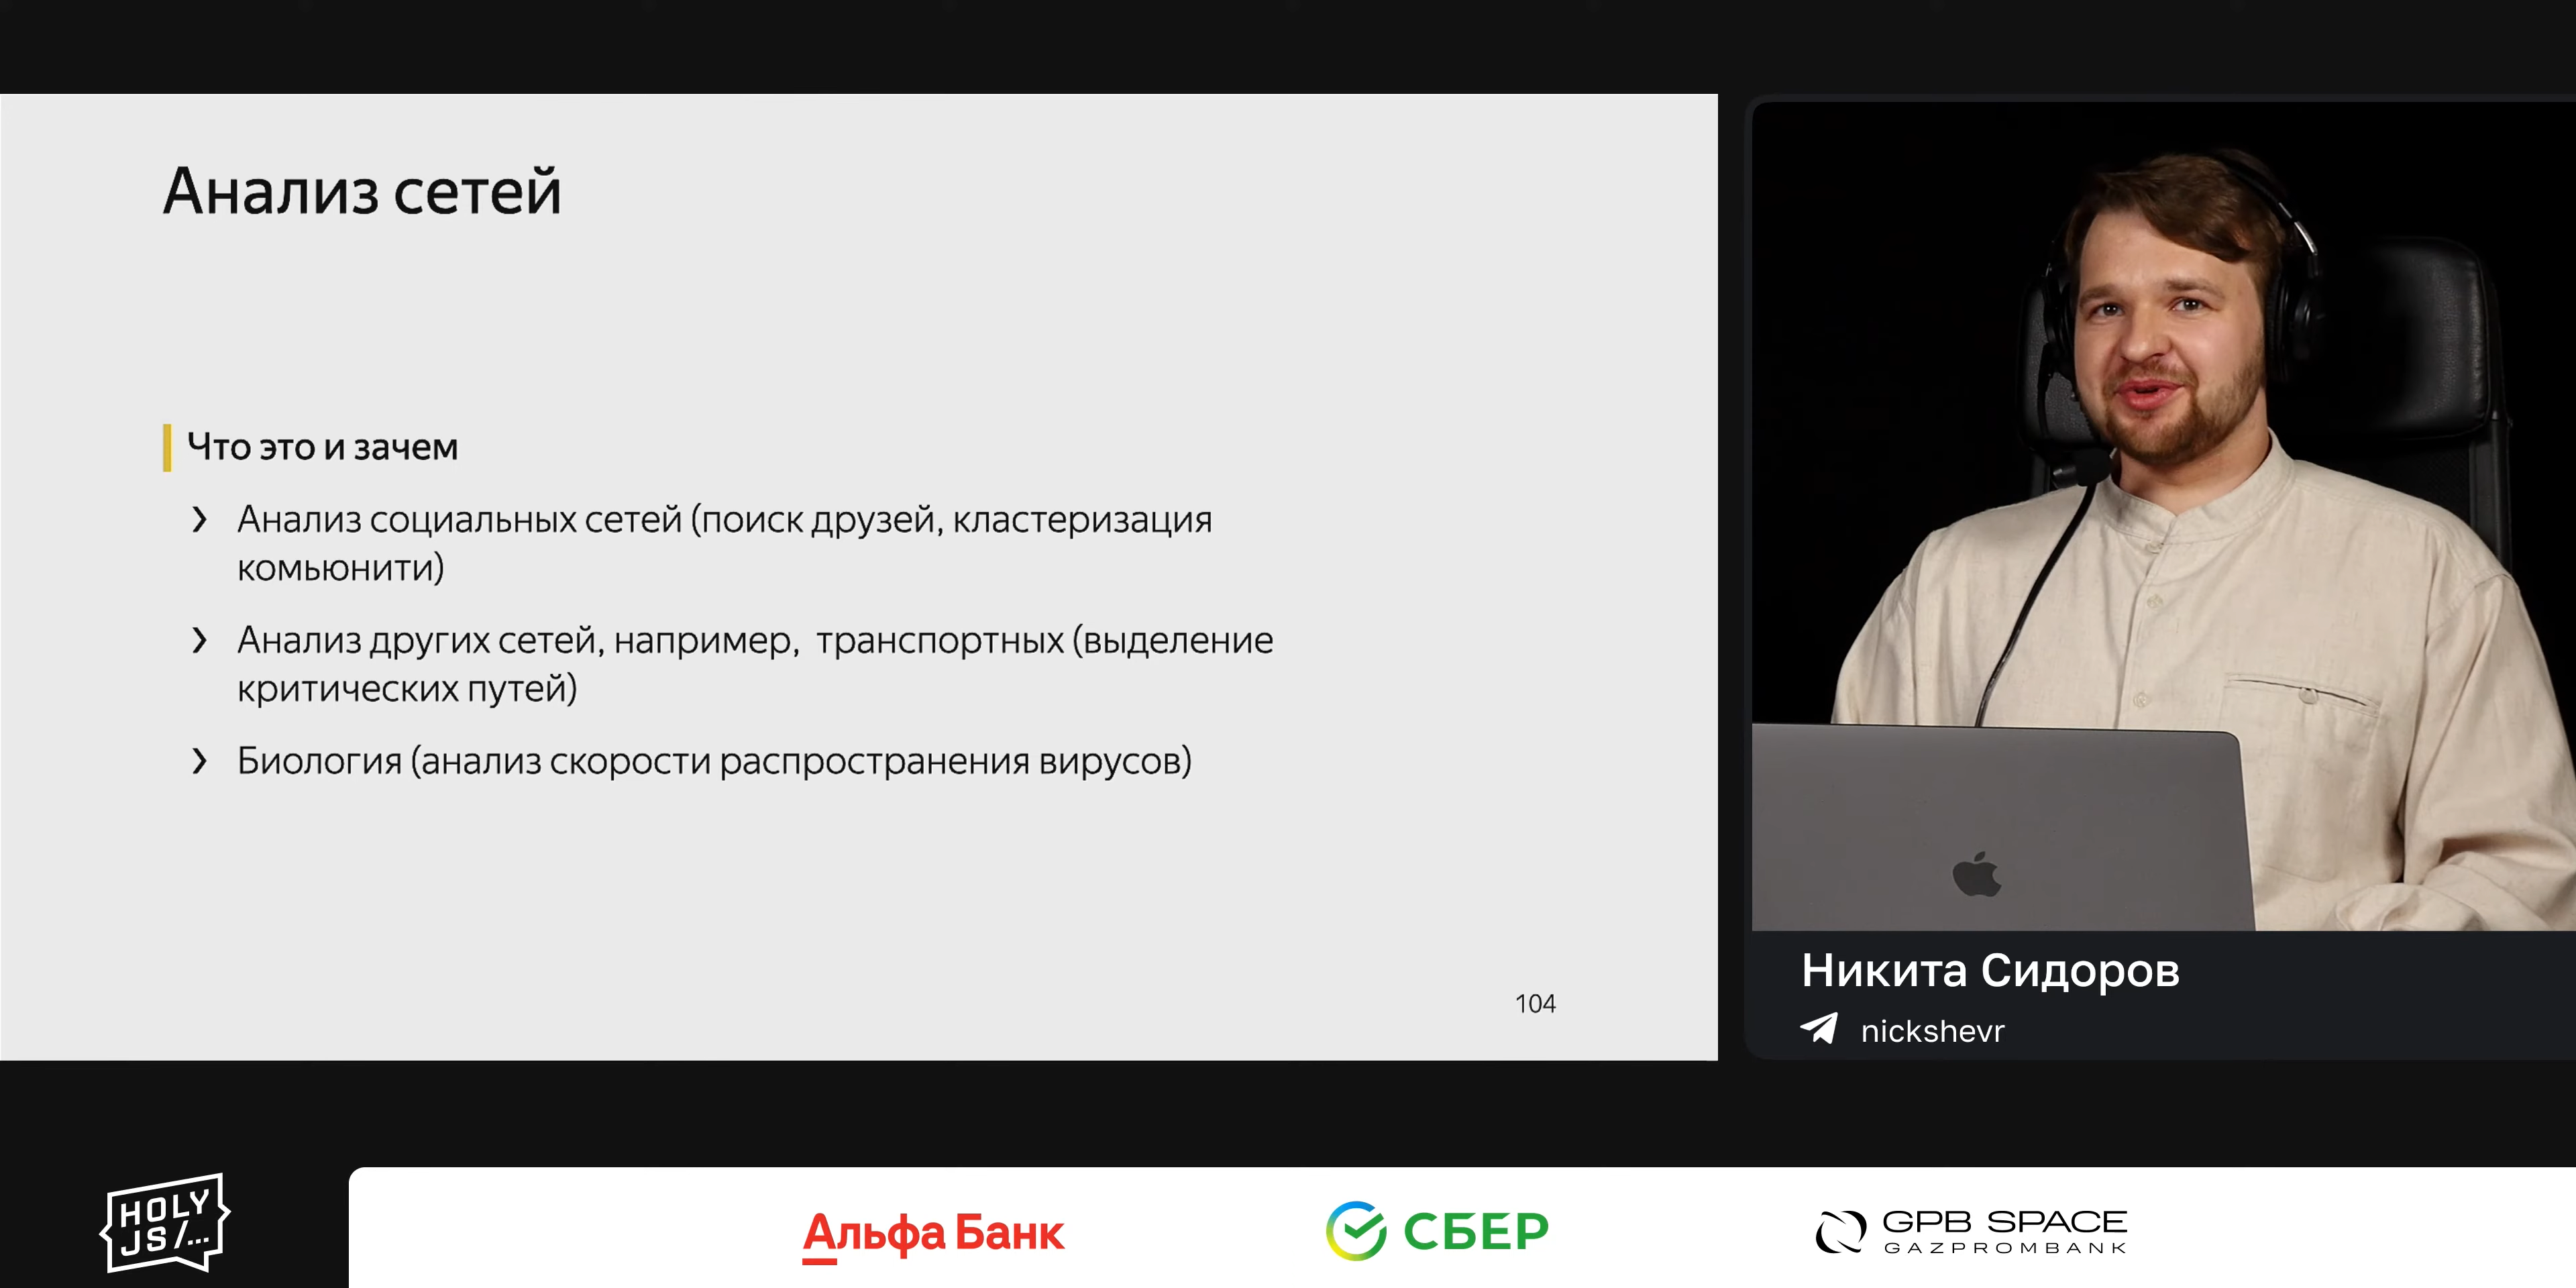 Анализ сетей
Что это и зачем
› Анализ социальных сетей (поиск друзей, кластеризация
комьюнити)
› Анализ других сетей, например,  транспортных (выделение
критических путей)
› Биология (анализ скорости распространения вирусов)
104
Никита Сидоров
nickshevr
HOLY
JS/...
Альфа Банк
СБЕР
GPB SPACE
GAZPROMBANK